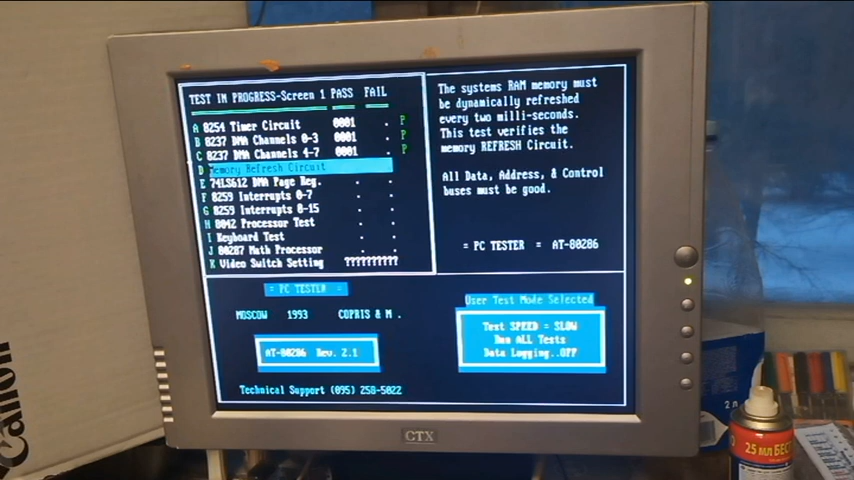 TEST IN PROGRESS-Screen 1 PASS FAIL
A 8254 Timer Circuit 0001 . P
B 8237 DMA Channels 0-3 0001 . P
C 8237 DMA Channels 4-7 0001 . P
D Memory Refresh Circuit
E 74LS612 DMA Page Reg. . .
F 8259 Interrupts 0-7 . .
G 8259 Interrupts 8-15 . .
H 8042 Processor Test . .
I Keyboard Test . .
J 80287 Math Processor . .
K Video Switch Setting ??????????
The systems RAM memory must
be dynamically refreshed
every two milli-seconds.
This test verifies the
memory REFRESH Circuit.
All Data, Address, & Control
buses must be good.
= PC TESTER = AT-80286
= PC TESTER =
MOSCOW 1993 COPRIS & M .
AT-80286 Rev. 2.1
Technical Support (095) 258-5022
User Test Mode Selected
Test SPEED = SLOW
Run ALL Tests
Data Logging..OFF
CTX
Canon
2 л
25 МЛ БЕС